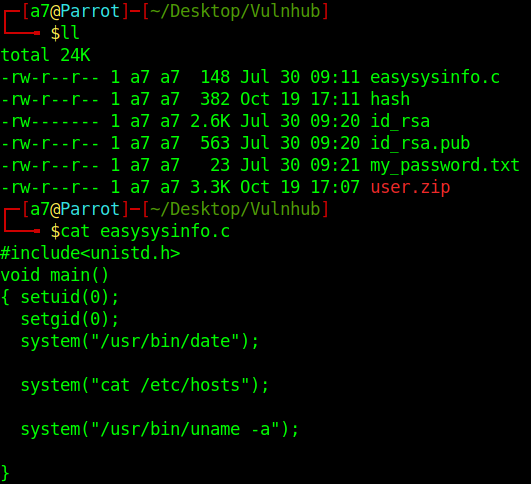 ┌─[a7@Parrot]─[~/Desktop/Vulnhub]
└──╼ $ll
total 24K
-rw-r--r-- 1 a7 a7  148 Jul 30 09:11 easysysinfo.c
-rw-r--r-- 1 a7 a7  382 Oct 19 17:11 hash
-rw------- 1 a7 a7 2.6K Jul 30 09:20 id_rsa
-rw-r--r-- 1 a7 a7  563 Jul 30 09:20 id_rsa.pub
-rw-r--r-- 1 a7 a7   23 Jul 30 09:21 my_password.txt
-rw-r--r-- 1 a7 a7 3.3K Oct 19 17:07 user.zip
┌─[a7@Parrot]─[~/Desktop/Vulnhub]
└──╼ $cat easysysinfo.c
#include<unistd.h>
void main()
{ setuid(0);
  setgid(0);
  system("/usr/bin/date");

  system("cat /etc/hosts");

  system("/usr/bin/uname -a");

}